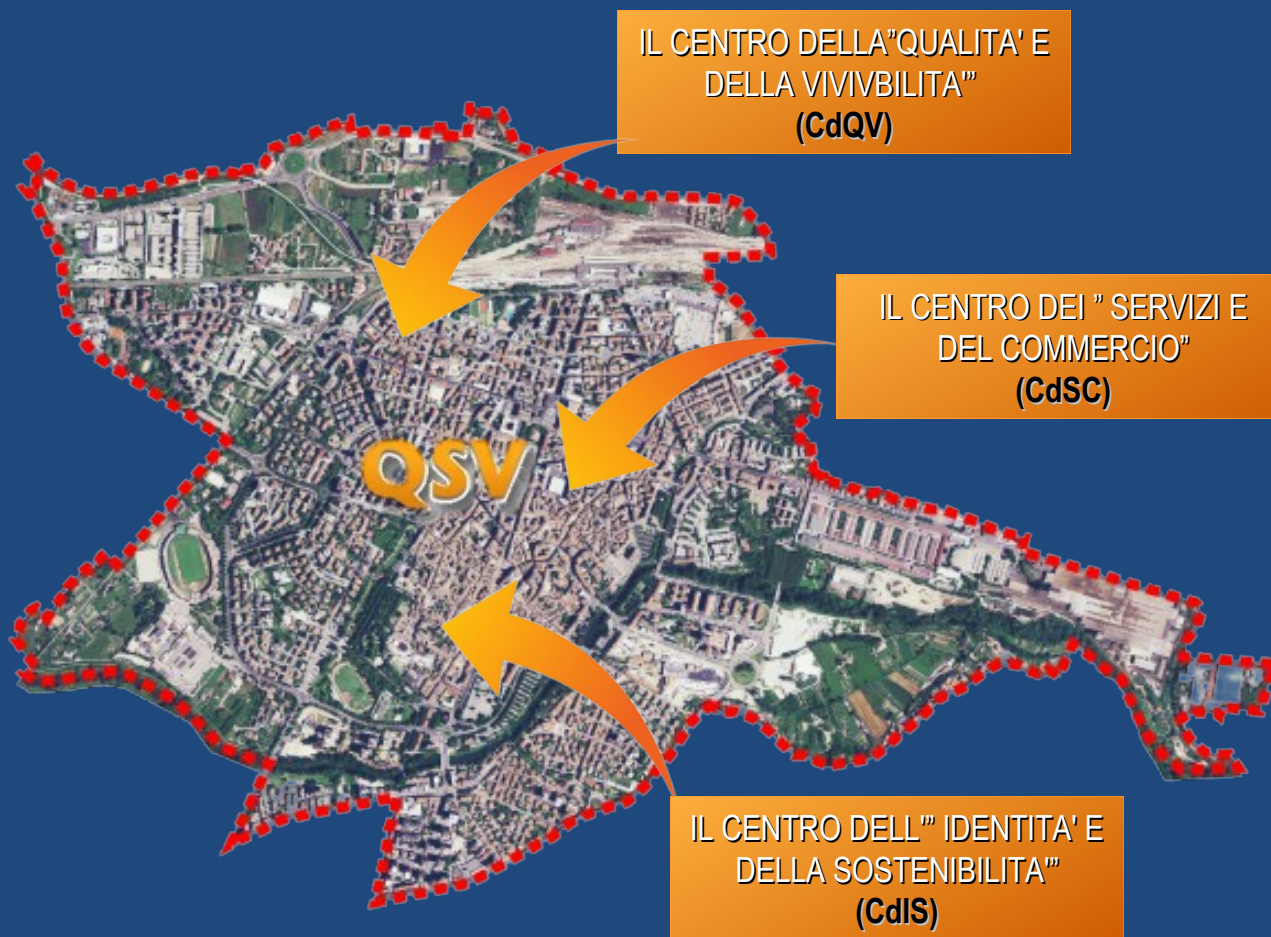 IL CENTRO DELLA"QUALITA' E
DELLA VIVIVBILITA'"
(CdQV)
IL CENTRO DEI " SERVIZI E
DEL COMMERCIO"
(CdSC)
QSV
IL CENTRO DELL'" IDENTITA' E
DELLA SOSTENIBILITA'"
(CdIS)